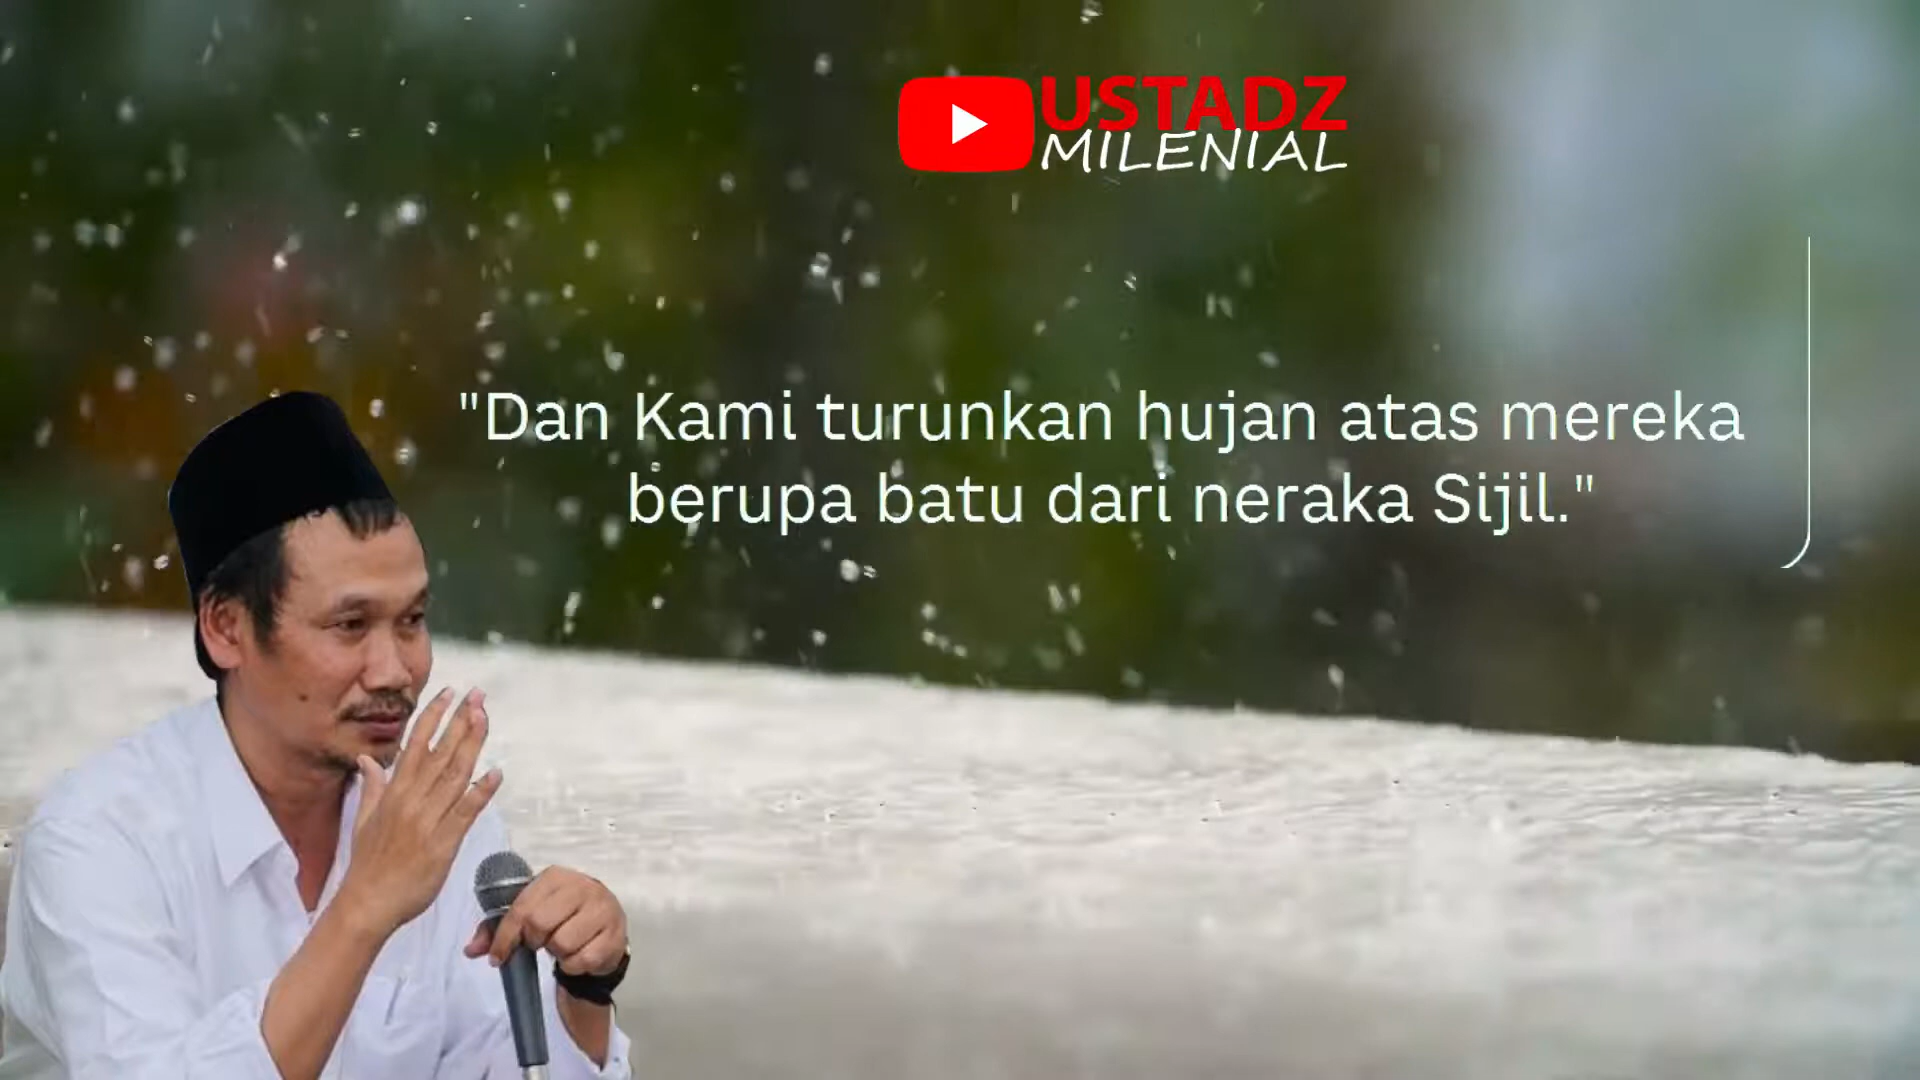 USTADZ
MILENIAL
"Dan Kami turunkan hujan atas mereka
berupa batu dari neraka Sijil."